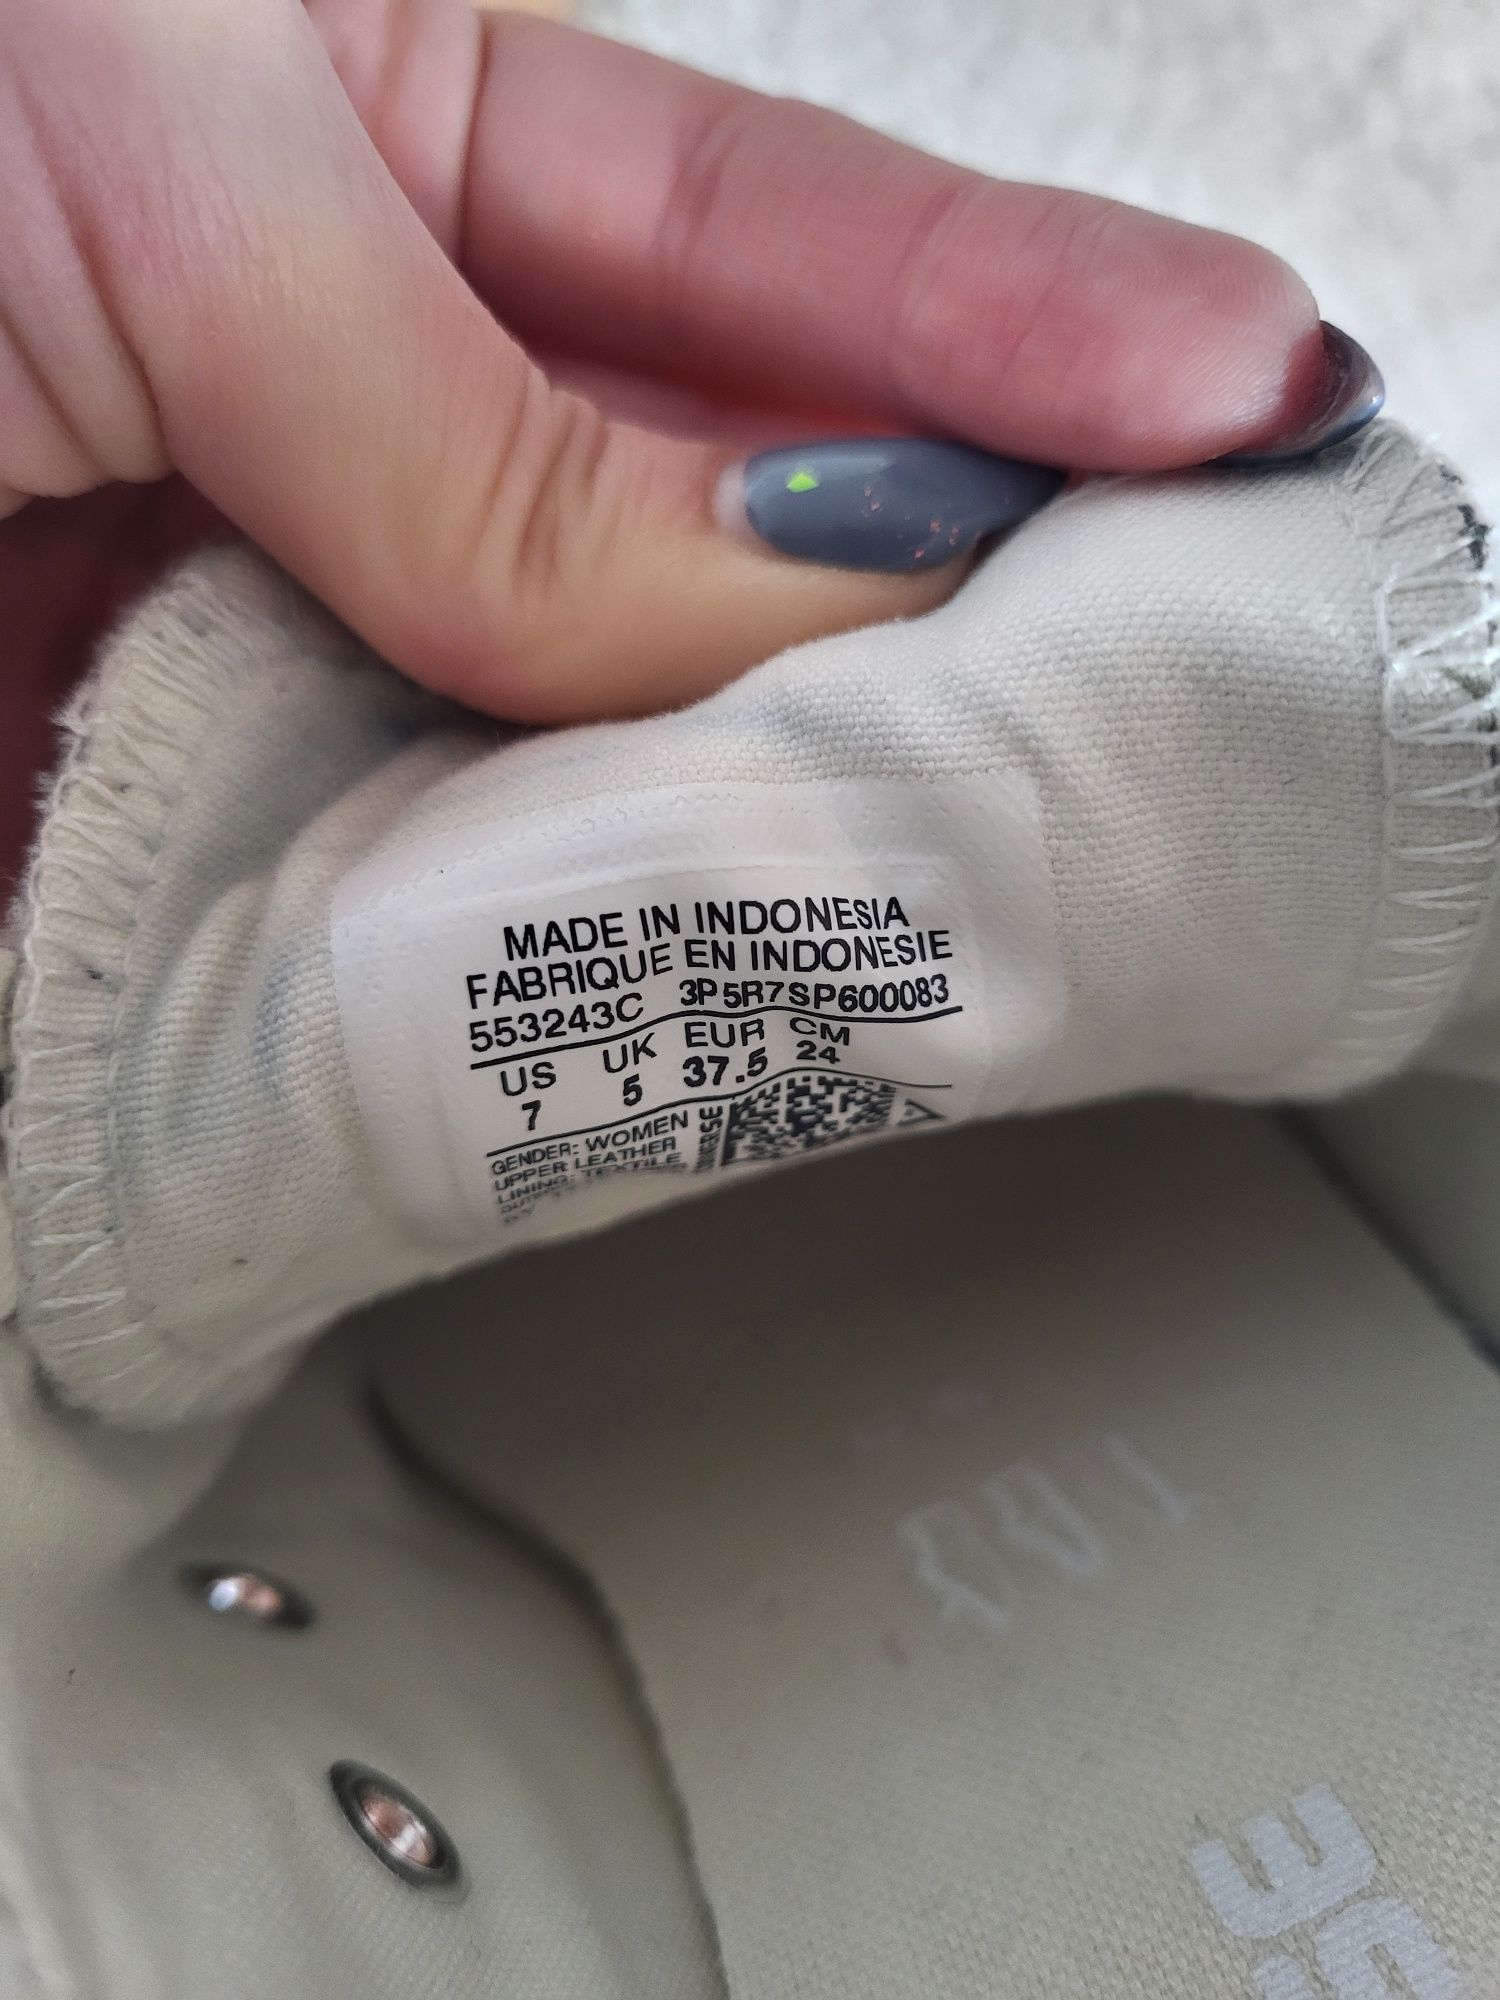 MADE IN INDONESIA
FABRIQUE EN INDONESIE
553243C 3P5R7SP600083
US UK EUR CM
7 5 37.5 24
GENDER: WOMEN
UPPER: LEATHER
LINING: TEXTILE
CONVERSE